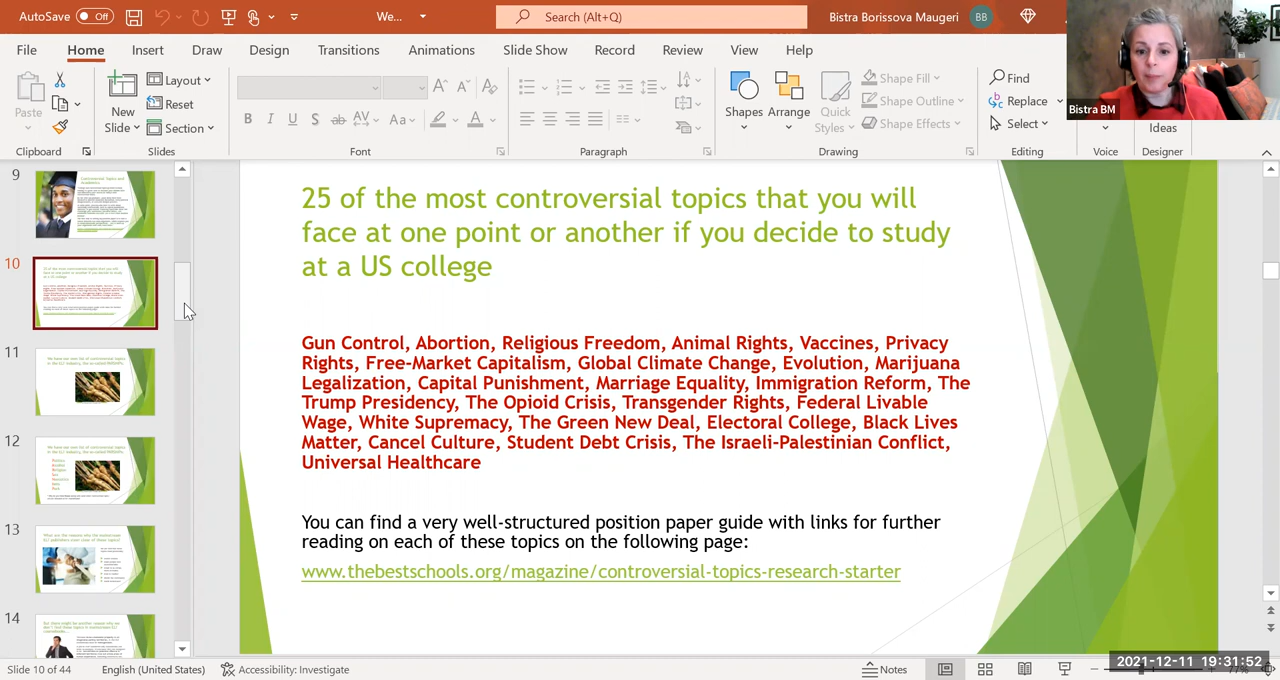 AutoSave Off We... Search (Alt+Q) Bistra Borissova Maugeri BB
File Home Insert Draw Design Transitions Animations Slide Show Record Review View Help
Paste
New
Slide
Layout
Reset
Section
B I U S ab AV Aa A
Shapes
Arrange
Quick
Styles
Shape Fill
Shape Outline
Shape Effects
Find
Replace
Select
Bistra BM
Ideas
Clipboard Slides Font Paragraph Drawing Editing Voice Designer
9
10
11
12
13
14
25 of the most controversial topics that you will
face at one point or another if you decide to study
at a US college
Gun Control, Abortion, Religious Freedom, Animal Rights, Vaccines, Privacy
Rights, Free-Market Capitalism, Global Climate Change, Evolution, Marijuana
Legalization, Capital Punishment, Marriage Equality, Immigration Reform, The
Trump Presidency, The Opioid Crisis, Transgender Rights, Federal Livable
Wage, White Supremacy, The Green New Deal, Electoral College, Black Lives
Matter, Cancel Culture, Student Debt Crisis, The Israeli-Palestinian Conflict,
Universal Healthcare
You can find a very well-structured position paper guide with links for further
reading on each of these topics on the following page:
www.thebestschools.org/magazine/controversial-topics-research-starter
Slide 10 of 44 English (United States) Accessibility: Investigate Notes
2021-12-11 19:31:52